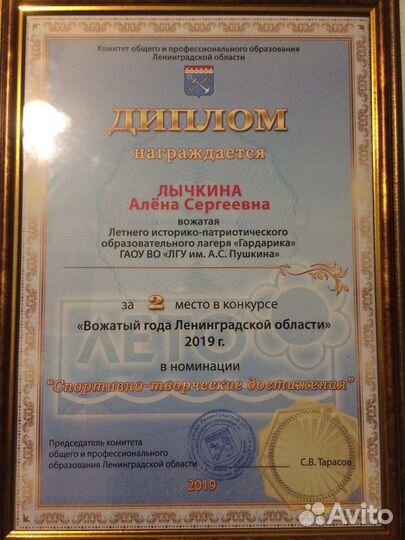 Комитет общего и профессионального образования
Ленинградской области
ДИПЛОМ
награждается
ЛЫЧКИНА
Алёна Сергеевна
вожатая
Летнего историко-патриотического
образовательного лагеря «Гардарика»
ГАОУ ВО «ЛГУ им. А.С. Пушкина»
за 2 место в конкурсе
«Вожатый года Ленинградской области»
2019 г.
ЛЕТО
в номинации
"Спортивно-творческие достижения"
Председатель комитета
общего и профессионального
образования Ленинградской области
С.В. Тарасов
2019
Avito